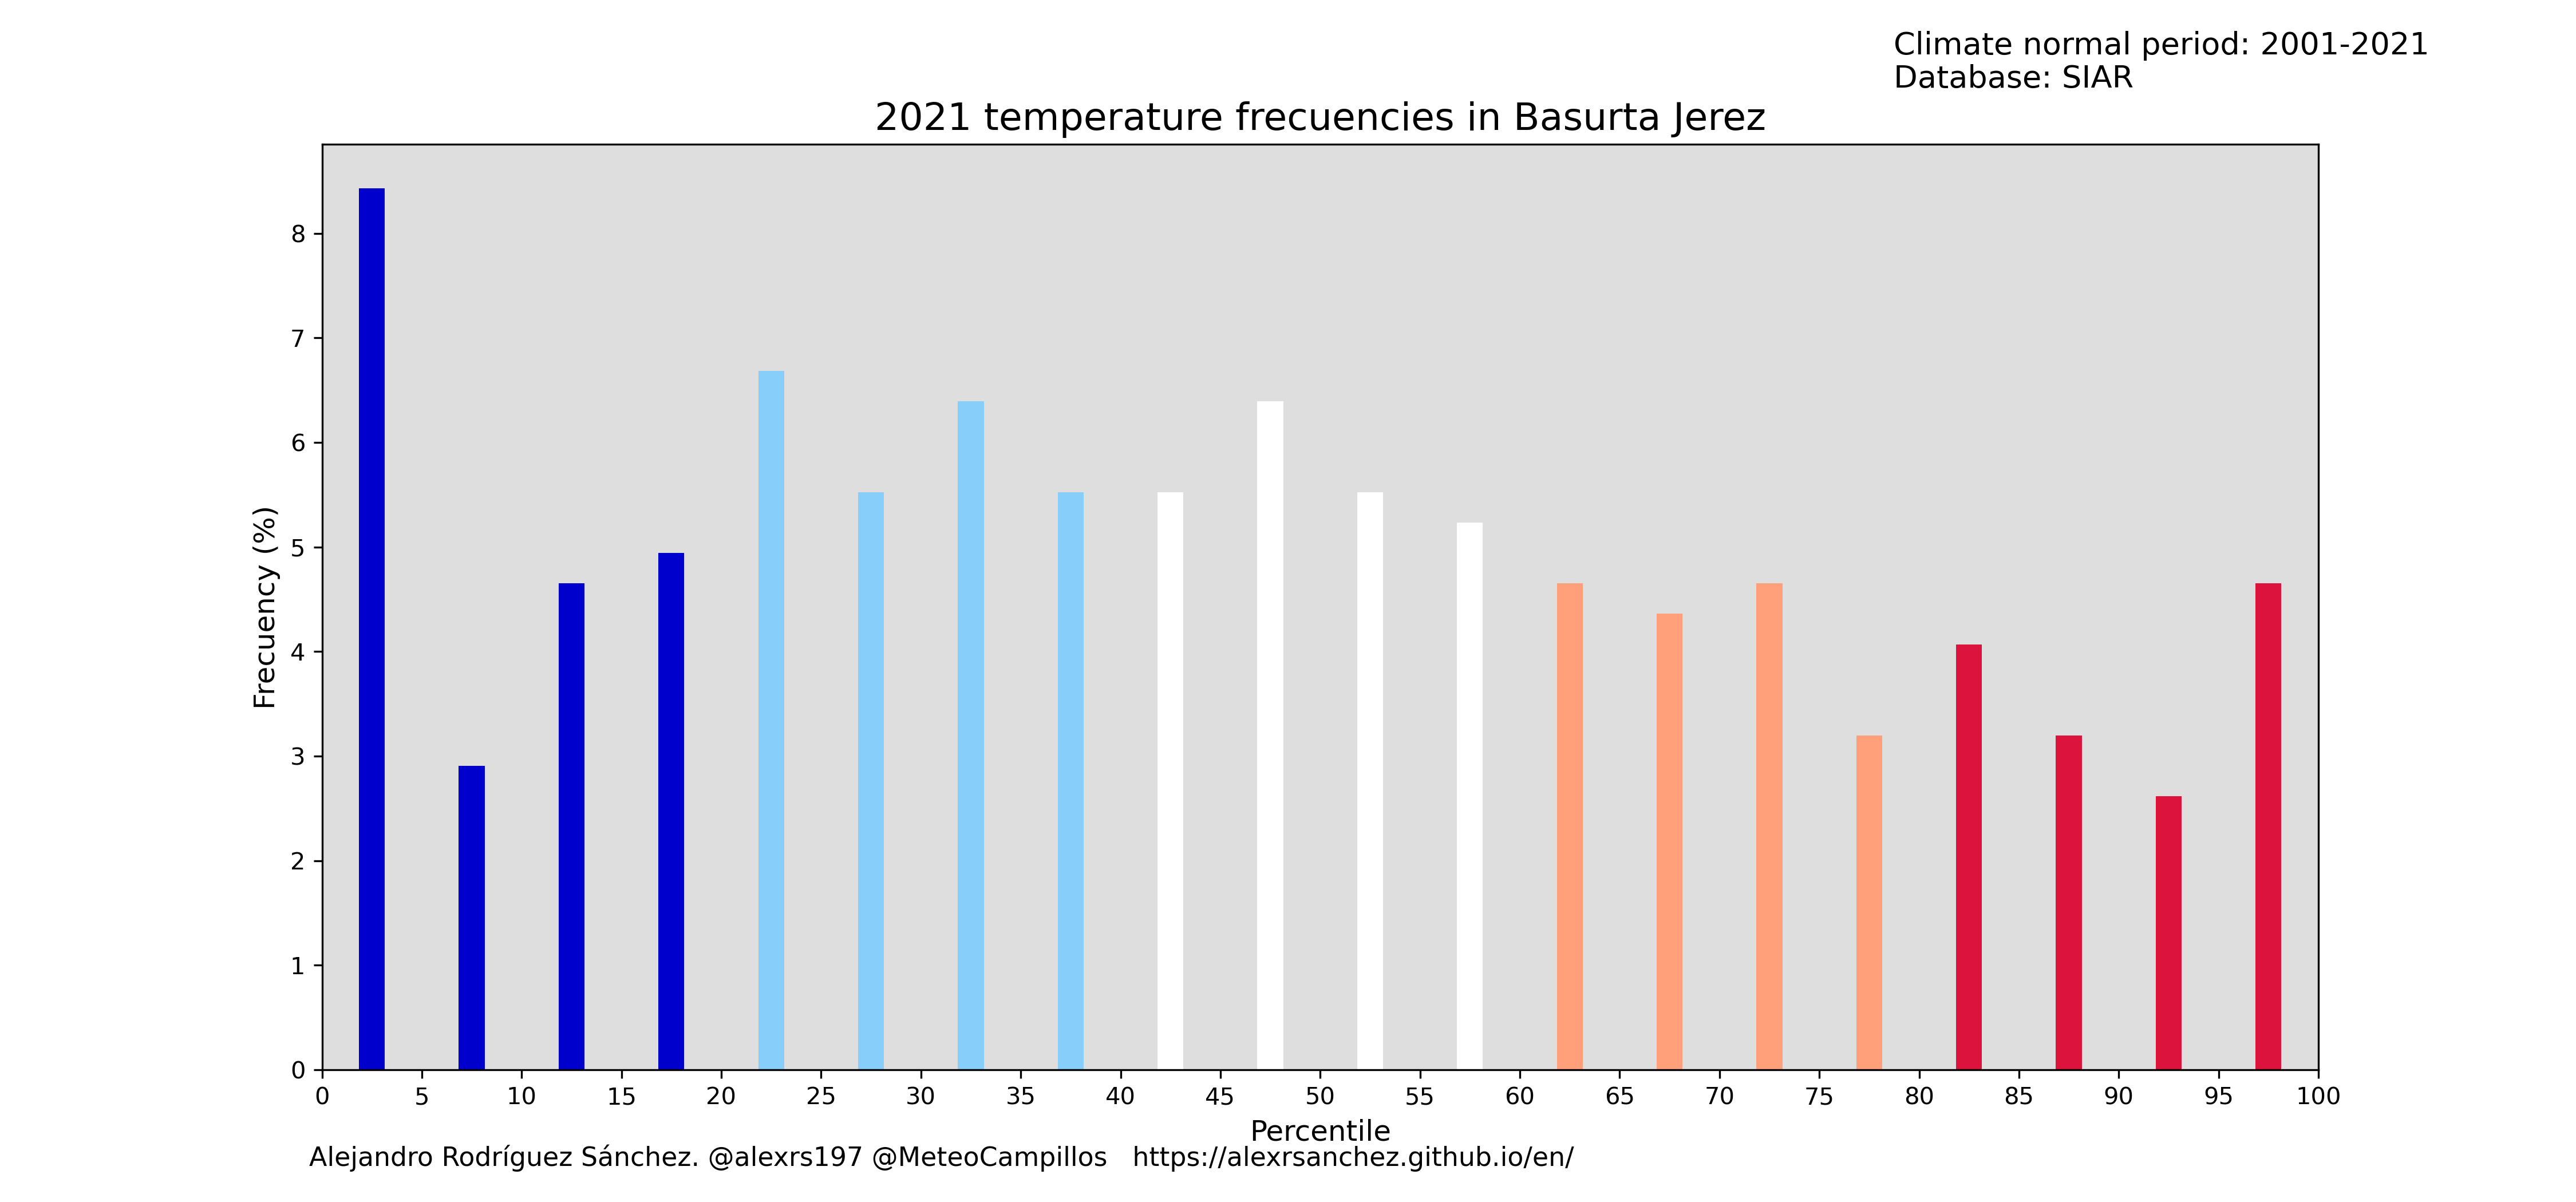 Climate normal period: 2001-2021
Database: SIAR
2021 temperature frecuencies in Basurta Jerez
Frecuency (%)
8
7
6
5
4
3
2
1
0
0 5 10 15 20 25 30 35 40 45 50 55 60 65 70 75 80 85 90 95 100
Percentile
Alejandro Rodríguez Sánchez. @alexrs197 @MeteoCampillos https://alexrsanchez.github.io/en/